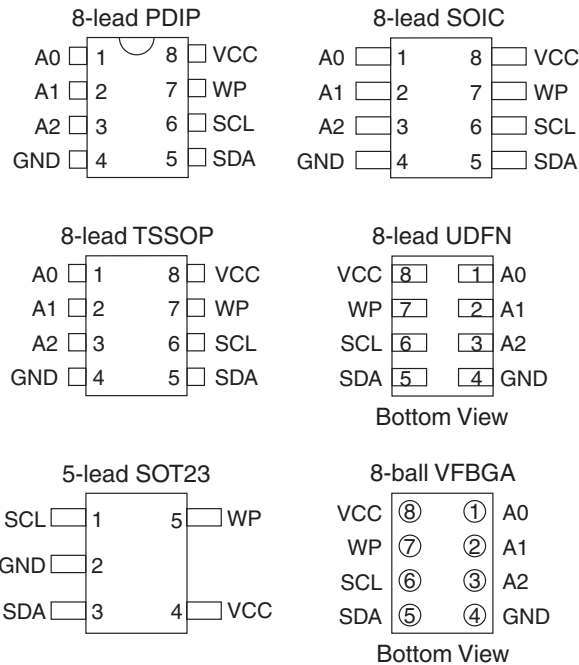 8-lead PDIP
A0 1 8 VCC
A1 2 7 WP
A2 3 6 SCL
GND 4 5 SDA
8-lead SOIC
A0 1 8 VCC
A1 2 7 WP
A2 3 6 SCL
GND 4 5 SDA
8-lead TSSOP
A0 1 8 VCC
A1 2 7 WP
A2 3 6 SCL
GND 4 5 SDA
8-lead UDFN
VCC 8 1 A0
WP 7 2 A1
SCL 6 3 A2
SDA 5 4 GND
Bottom View
5-lead SOT23
SCL 1 5 WP
GND 2
SDA 3 4 VCC
8-ball VFBGA
VCC 8 1 A0
WP 7 2 A1
SCL 6 3 A2
SDA 5 4 GND
Bottom View